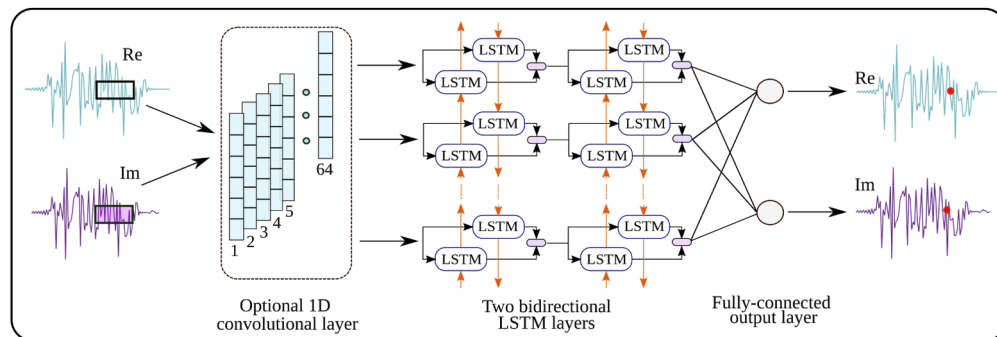 Re
Im
1
2
3
4
5
64
Optional 1D
convolutional layer
LSTM
LSTM
LSTM
LSTM
LSTM
LSTM
LSTM
LSTM
LSTM
LSTM
LSTM
LSTM
Two bidirectional
LSTM layers
Fully-connected
output layer
Re
Im